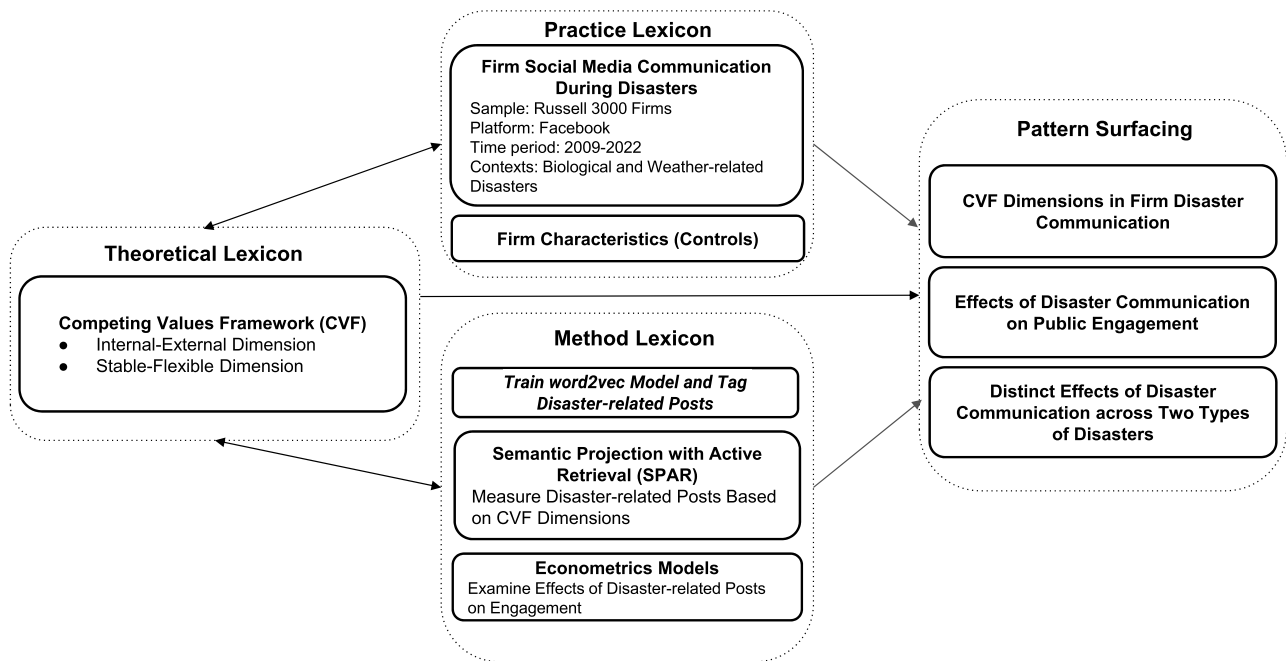 Practice Lexicon
Firm Social Media Communication
During Disasters
Sample: Russell 3000 Firms
Platform: Facebook
Time period: 2009-2022
Contexts: Biological and Weather-related
Disasters
Firm Characteristics (Controls)
Theoretical Lexicon
Competing Values Framework (CVF)
● Internal-External Dimension
● Stable-Flexible Dimension
Method Lexicon
Train word2vec Model and Tag
Disaster-related Posts
Semantic Projection with Active
Retrieval (SPAR)
Measure Disaster-related Posts Based
on CVF Dimensions
Econometrics Models
Examine Effects of Disaster-related Posts
on Engagement
Pattern Surfacing
CVF Dimensions in Firm Disaster
Communication
Effects of Disaster Communication
on Public Engagement
Distinct Effects of Disaster
Communication across Two Types
of Disasters